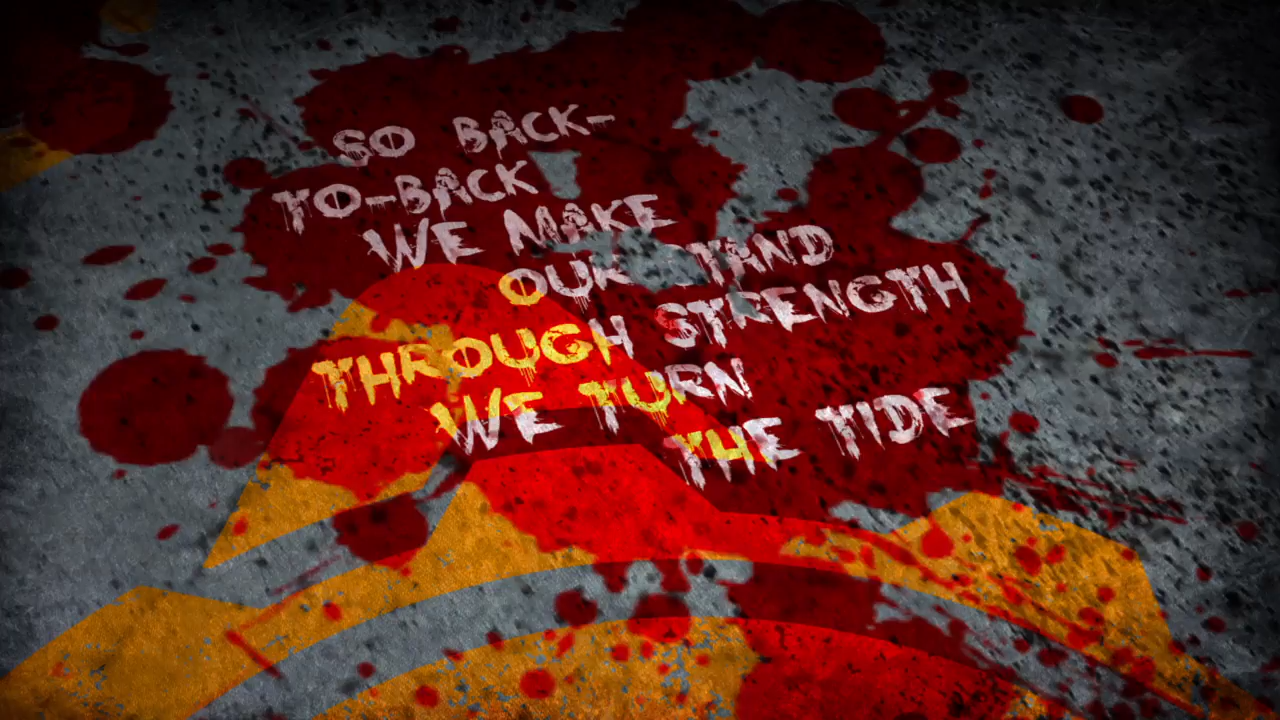 SO BACK-
TO-BACK
WE MAKE
OUR STAND
THROUGH STRENGTH
WE TURN
THE TIDE